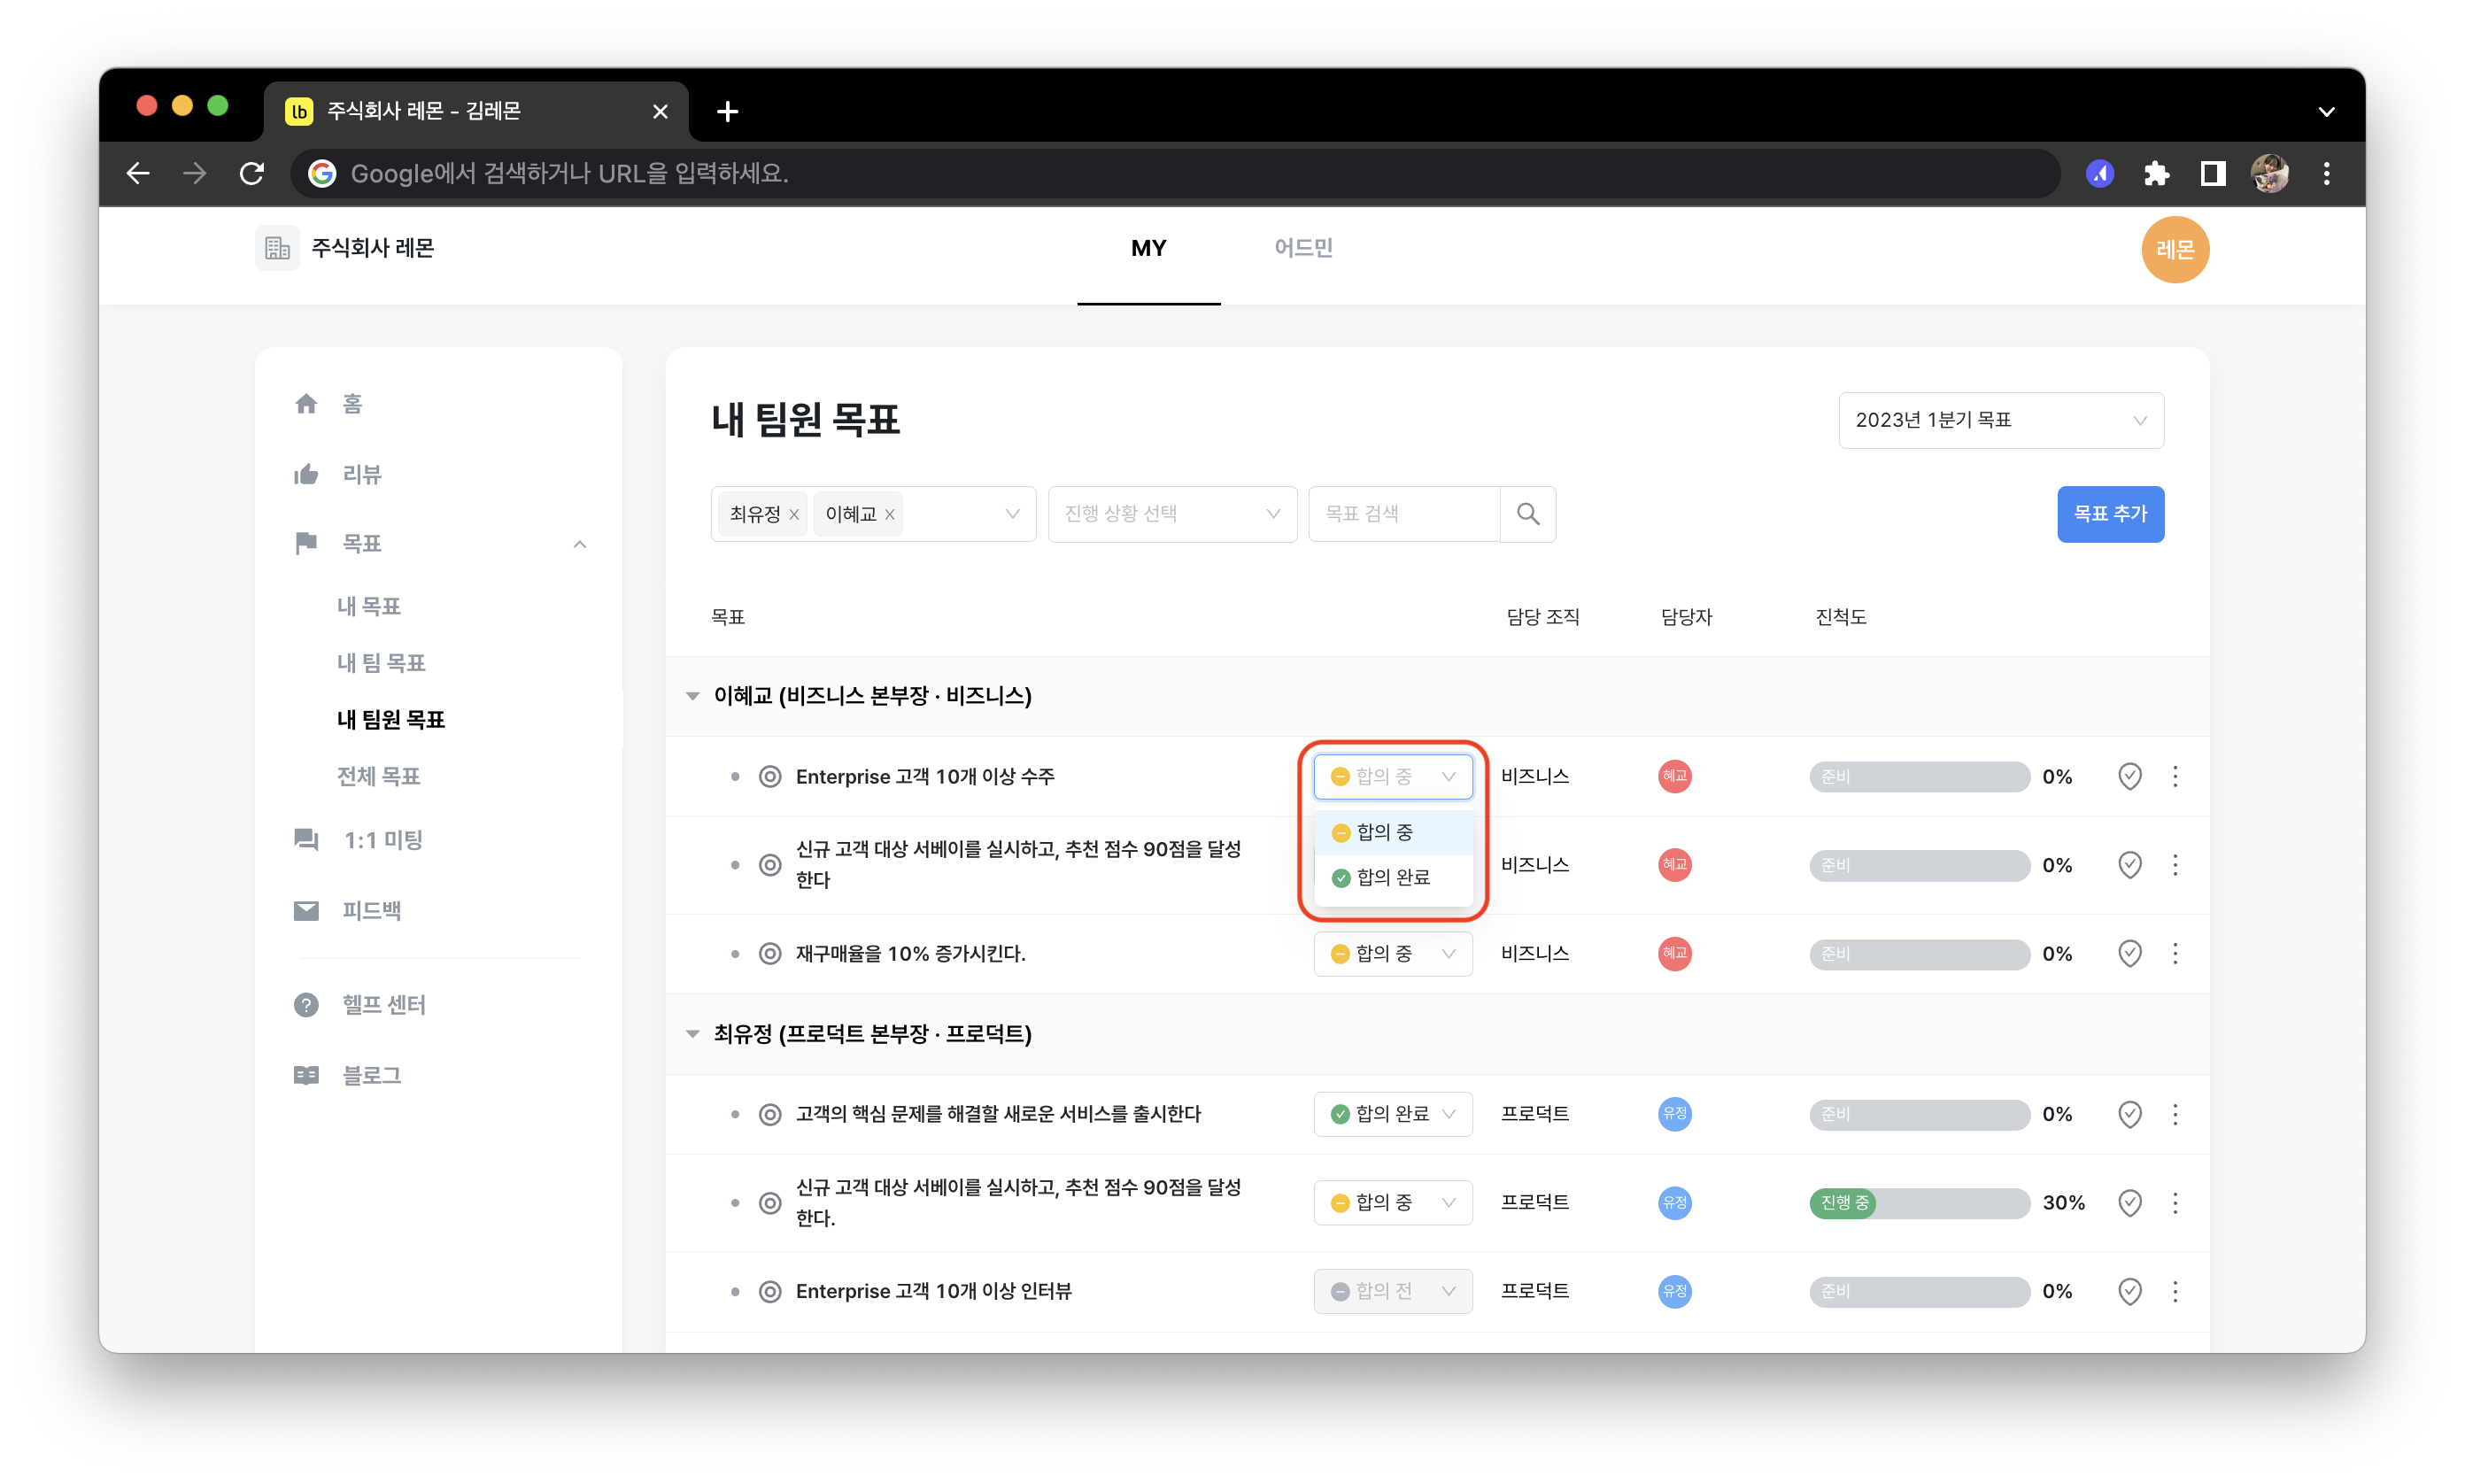 lb 주식회사 레몬 - 김레몬
Google에서 검색하거나 URL을 입력하세요.
주식회사 레몬
MY
어드민
레몬
홈
리뷰
목표
내 목표
내 팀 목표
내 팀원 목표
전체 목표
1:1 미팅
피드백
헬프 센터
블로그
내 팀원 목표
2023년 1분기 목표
최유정 이혜교
진행 상황 선택
목표 검색
목표 추가
목표 담당 조직 담당자 진척도
이혜교 (비즈니스 본부장 · 비즈니스)
Enterprise 고객 10개 이상 수주 합의 중 비즈니스 혜교 준비 0%
합의 중
합의 완료
신규 고객 대상 서베이를 실시하고, 추천 점수 90점을 달성
한다
비즈니스 혜교 준비 0%
재구매율을 10% 증가시킨다. 합의 중 비즈니스 혜교 준비 0%
최유정 (프로덕트 본부장 · 프로덕트)
고객의 핵심 문제를 해결할 새로운 서비스를 출시한다 합의 완료 프로덕트 유정 준비 0%
신규 고객 대상 서베이를 실시하고, 추천 점수 90점을 달성
한다.
합의 중 프로덕트 유정 진행 중 30%
Enterprise 고객 10개 이상 인터뷰 합의 전 프로덕트 유정 준비 0%